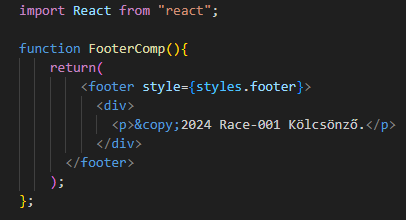 import React from "react";
function FooterComp(){
return(
<footer style={styles.footer}>
<div>
<p>&copy;2024 Race-001 Kölcsönző.</p>
</div>
</footer>
);
};